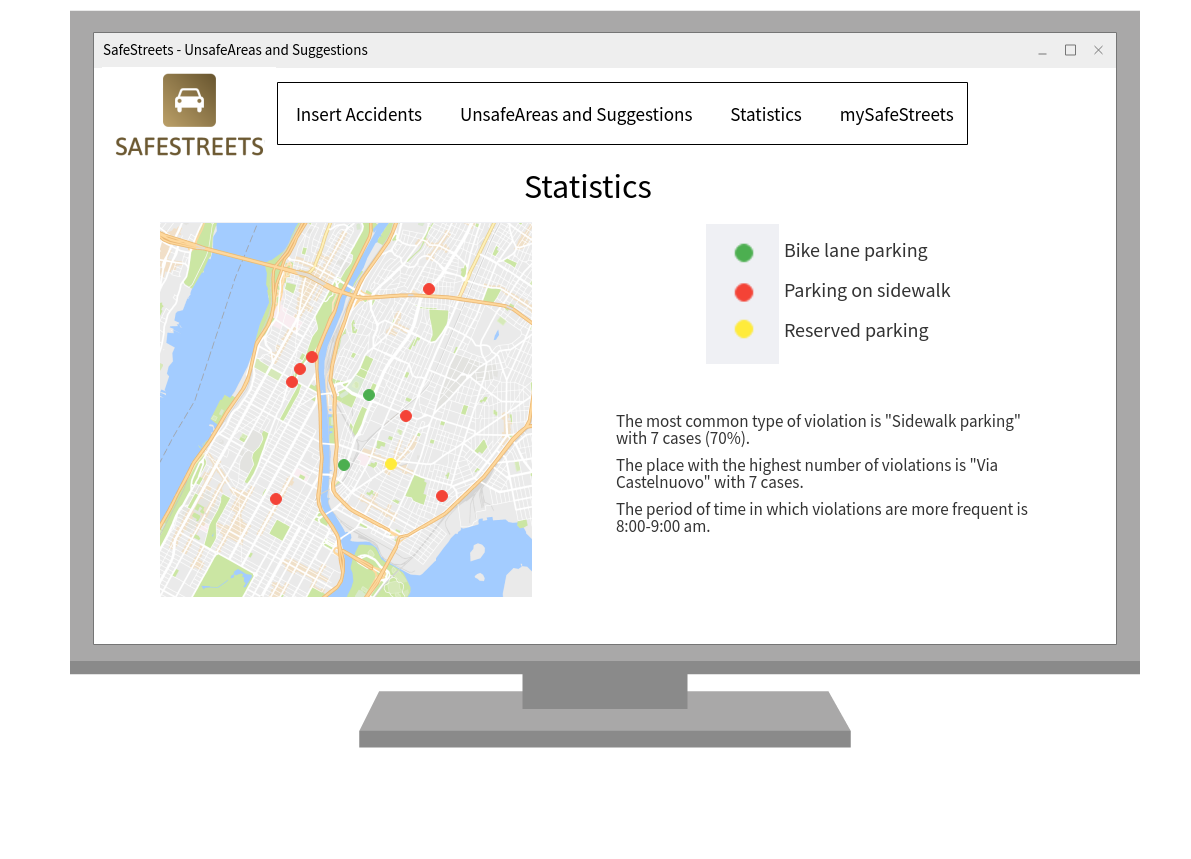 SafeStreets - UnsafeAreas and Suggestions
SAFESTREETS
Insert Accidents UnsafeAreas and Suggestions Statistics mySafeStreets
Statistics
Bike lane parking
Parking on sidewalk
Reserved parking
The most common type of violation is "Sidewalk parking"
with 7 cases (70%).
The place with the highest number of violations is "Via
Castelnuovo" with 7 cases.
The period of time in which violations are more frequent is
8:00-9:00 am.